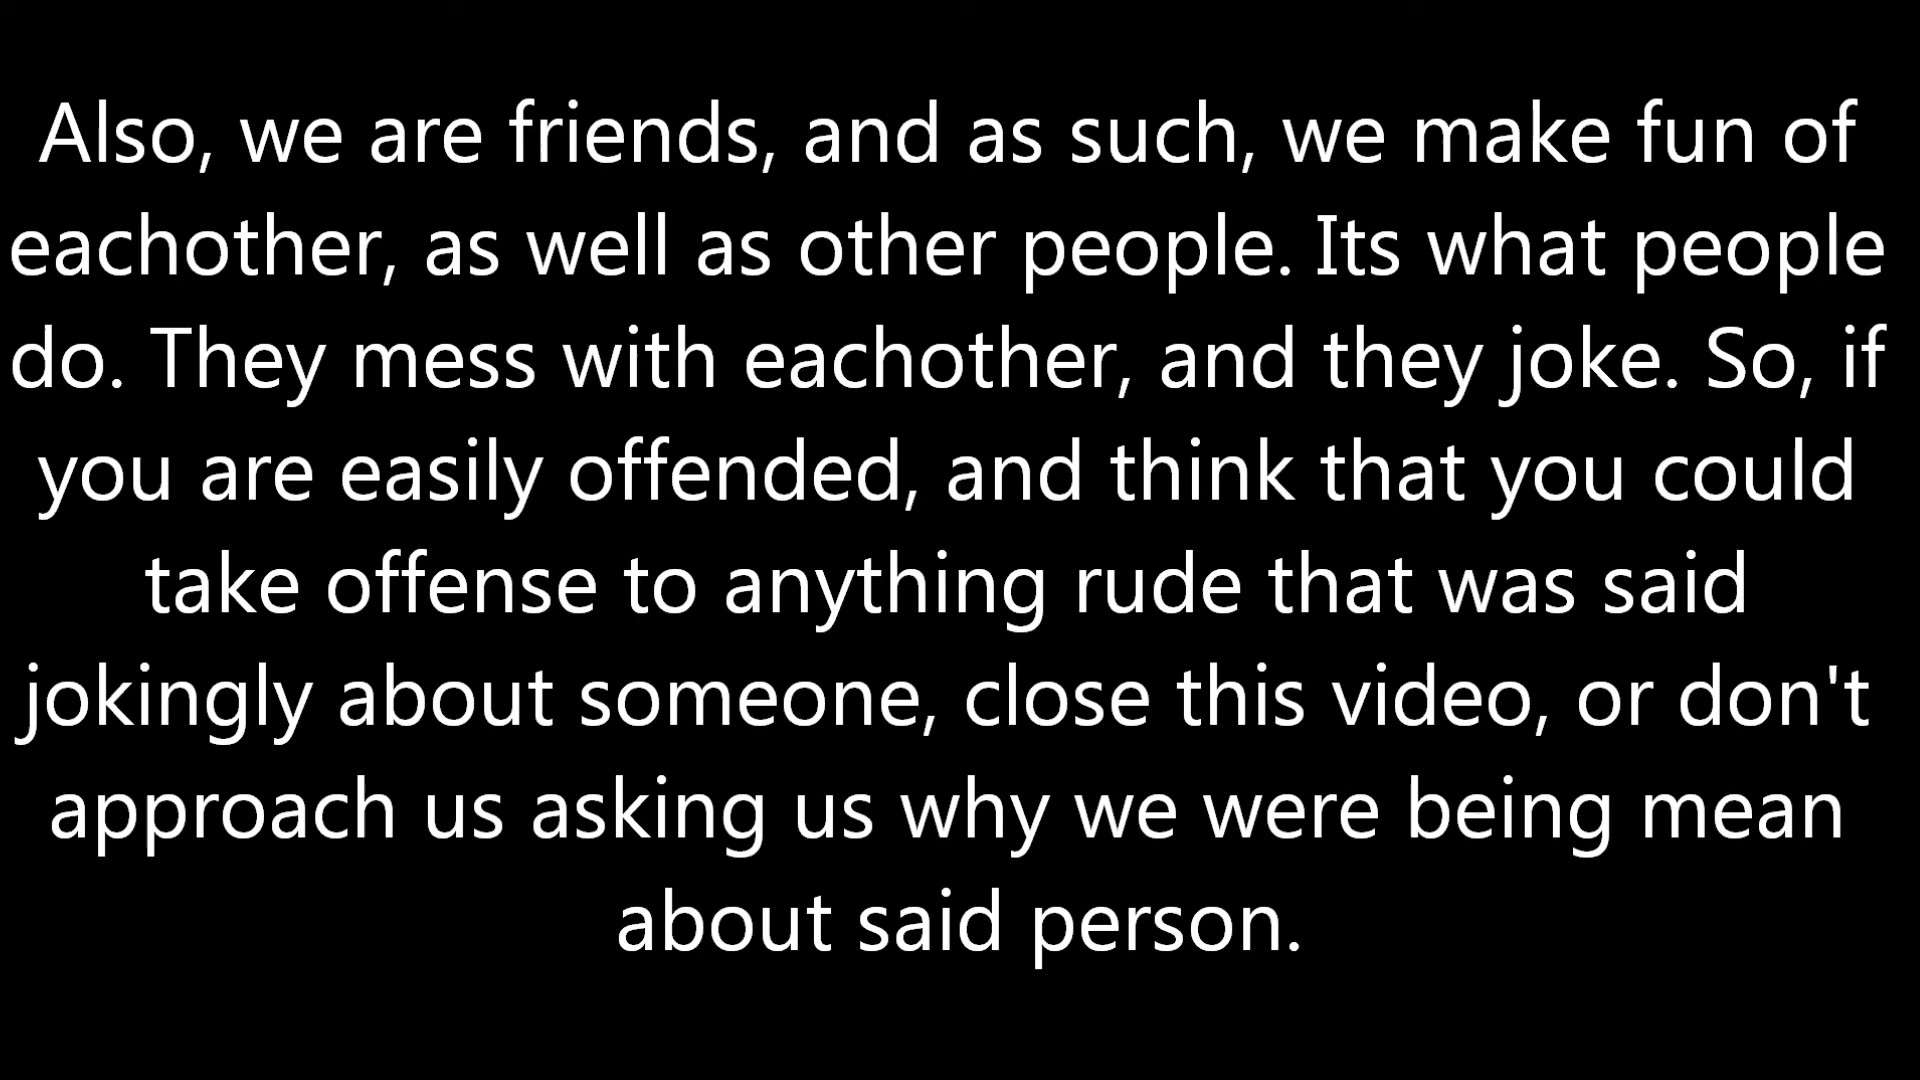 Also, we are friends, and as such, we make fun of
eachother, as well as other people. Its what people
do. They mess with eachother, and they joke. So, if
you are easily offended, and think that you could
take offense to anything rude that was said
jokingly about someone, close this video, or don't
approach us asking us why we were being mean
about said person.